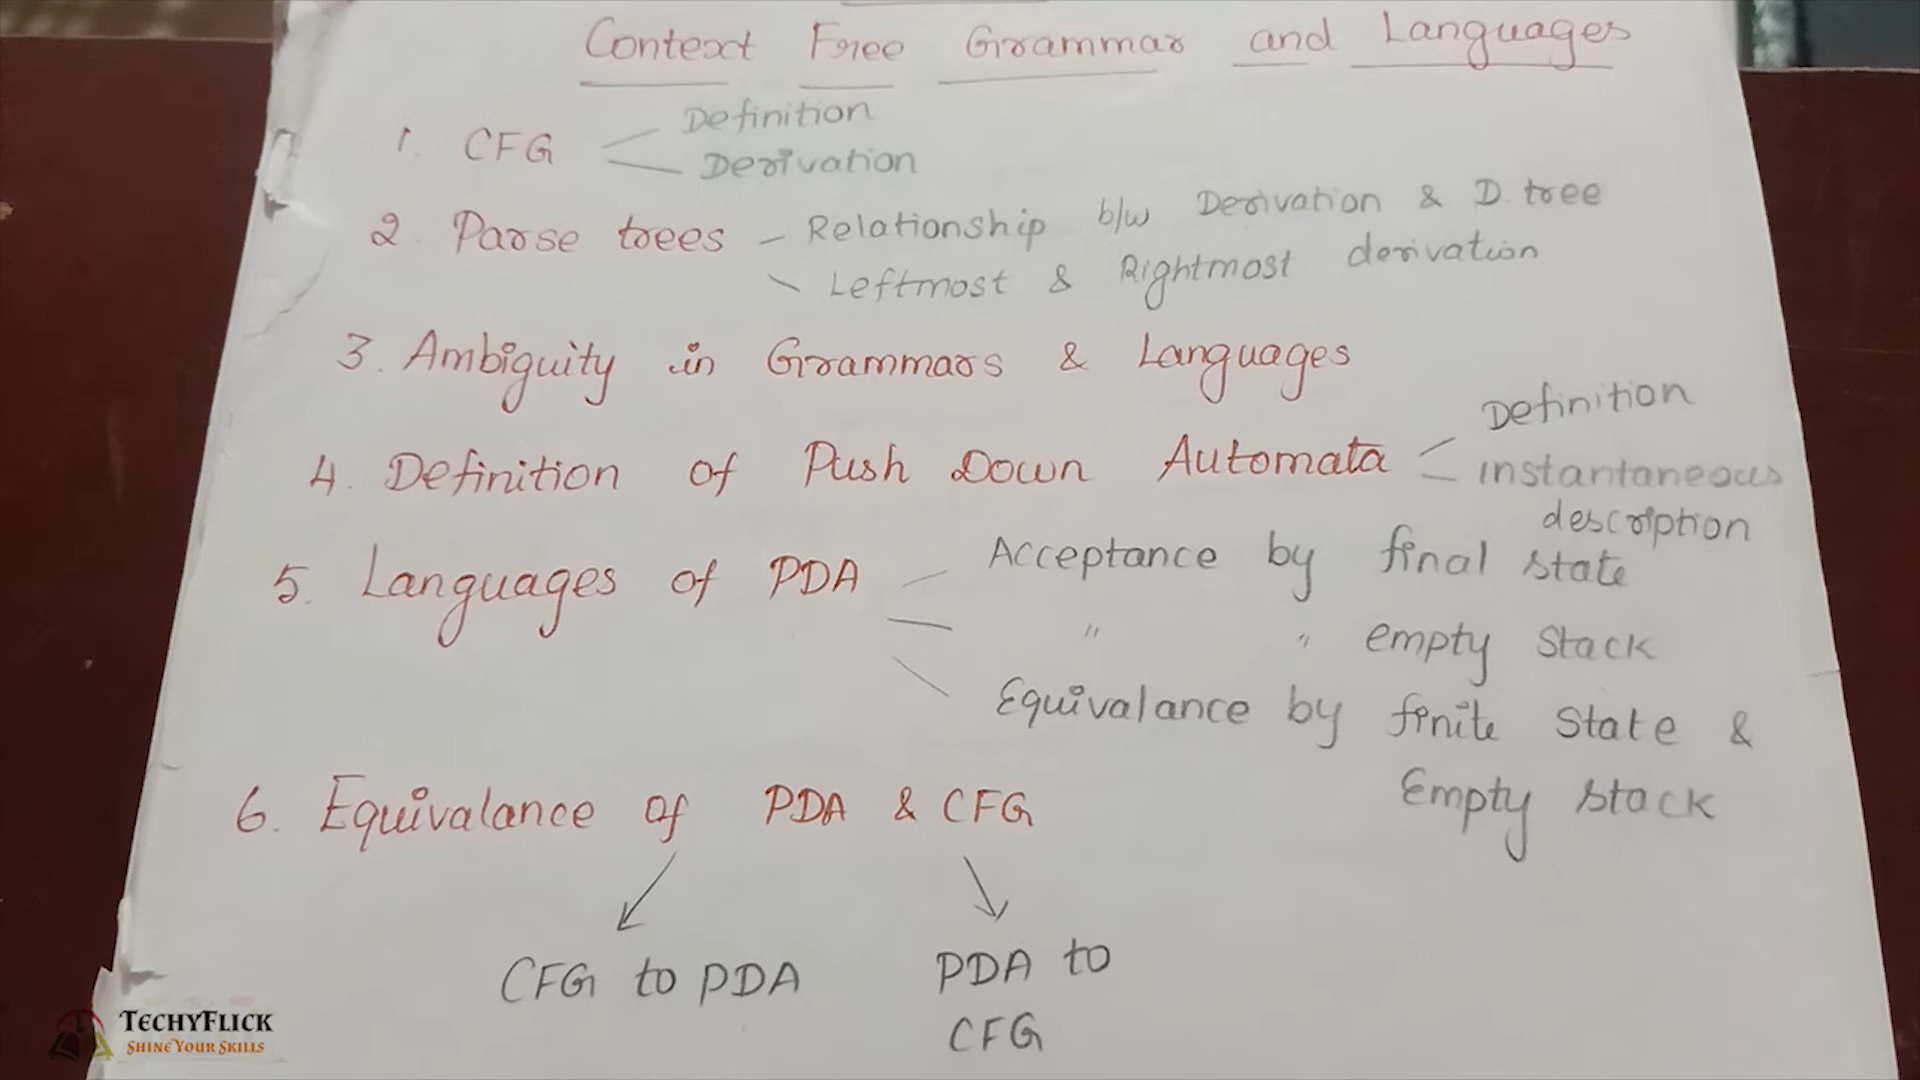 Context Free Grammar and Languages
1. CFG
Definition
Derivation
2 Parse trees - Relationship b/w Derivation & D. tree
Leftmost & Rightmost derivation
3. Ambiguity in Grammars & Languages
4. Definition of Push Down Automata
Definition
instantaneous
description
5. Languages of PDA
Acceptance by final state
" " empty stack
Equivalance by finite state &
Empty stack
6. Equivalance of PDA & CFG
CFG to PDA
PDA to
CFG
TECHYFLICK
SHINE YOUR SKILLS